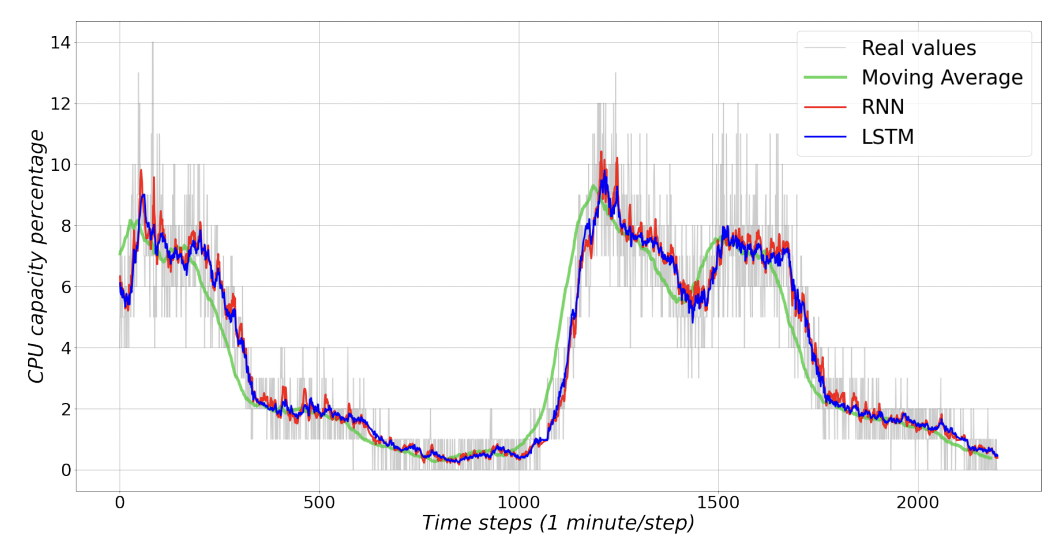 14
12
10
8
6
4
2
0
CPU capacity percentage
Real values
Moving Average
RNN
LSTM
0 500 1000 1500 2000
Time steps (1 minute/step)